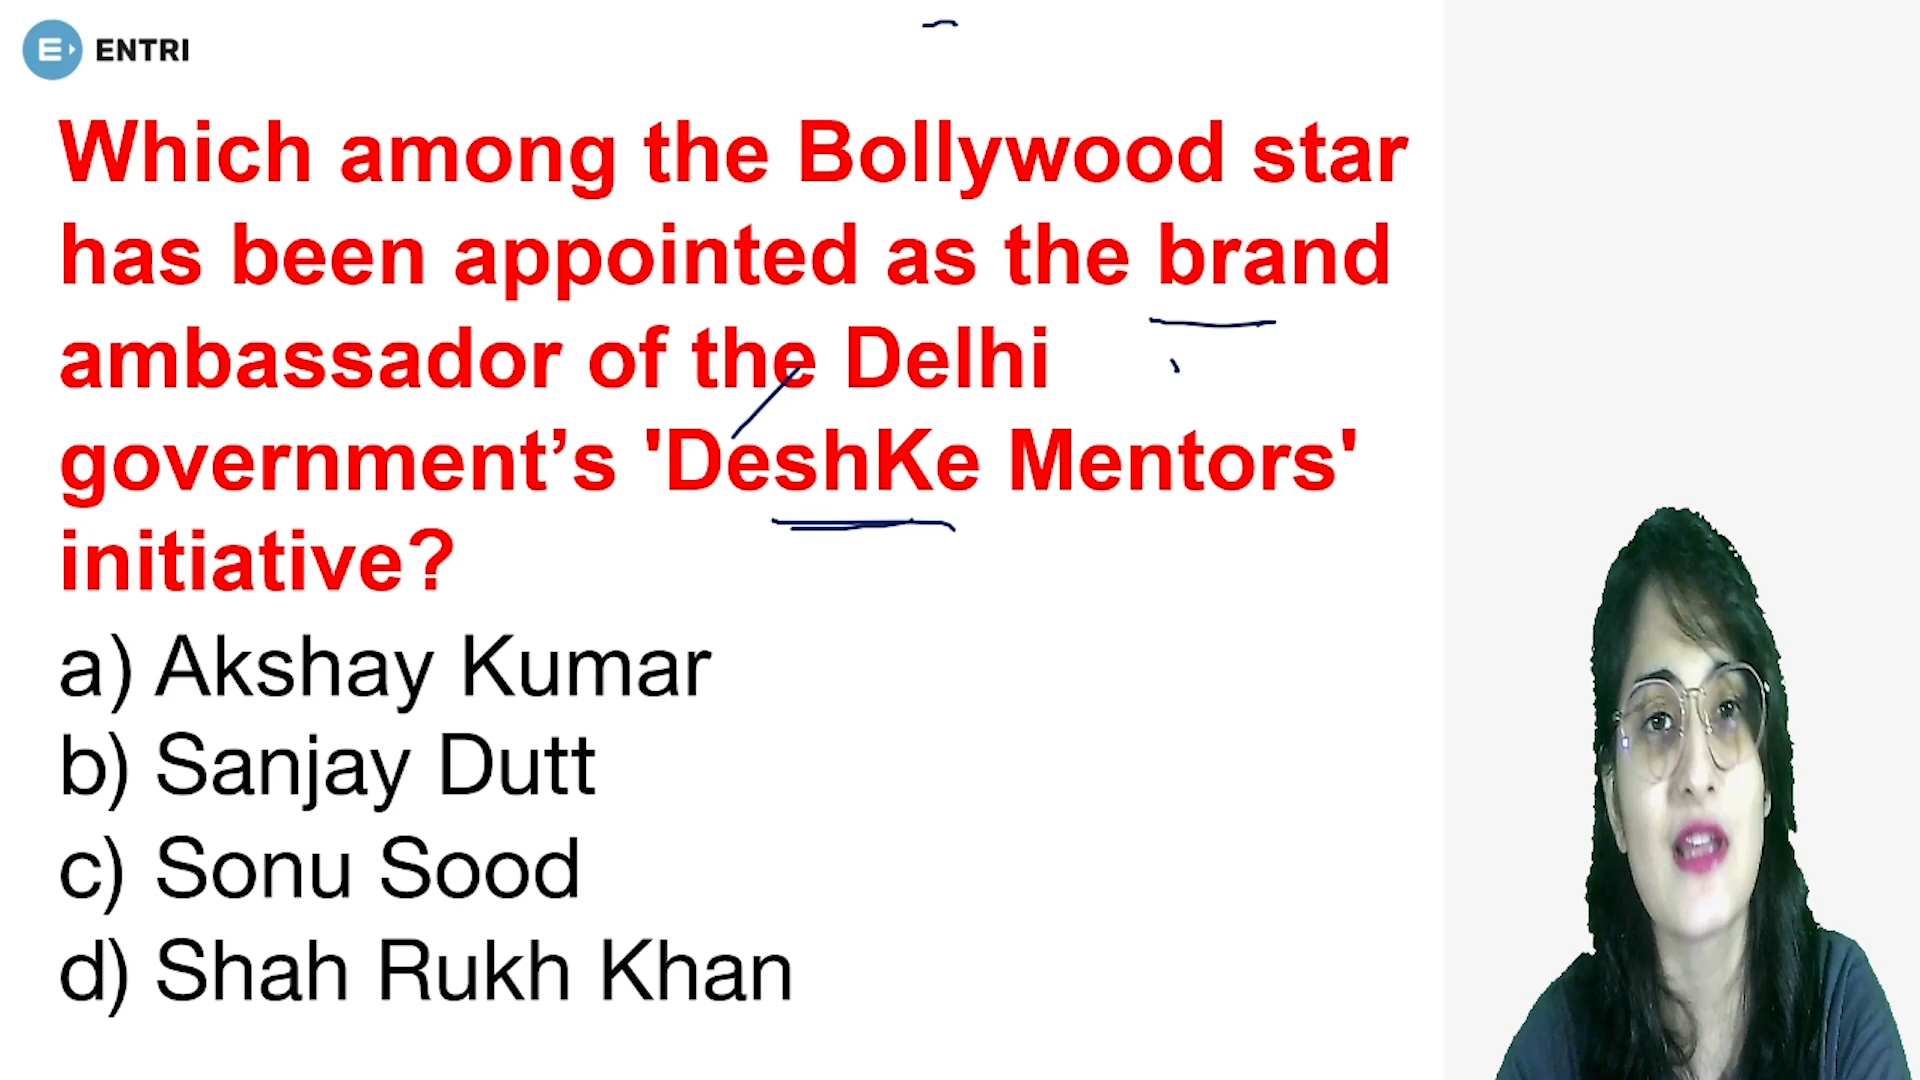 ENTRI
Which among the Bollywood star
has been appointed as the brand
ambassador of the Delhi
government’s 'DeshKe Mentors'
initiative?
a) Akshay Kumar
b) Sanjay Dutt
c) Sonu Sood
d) Shah Rukh Khan